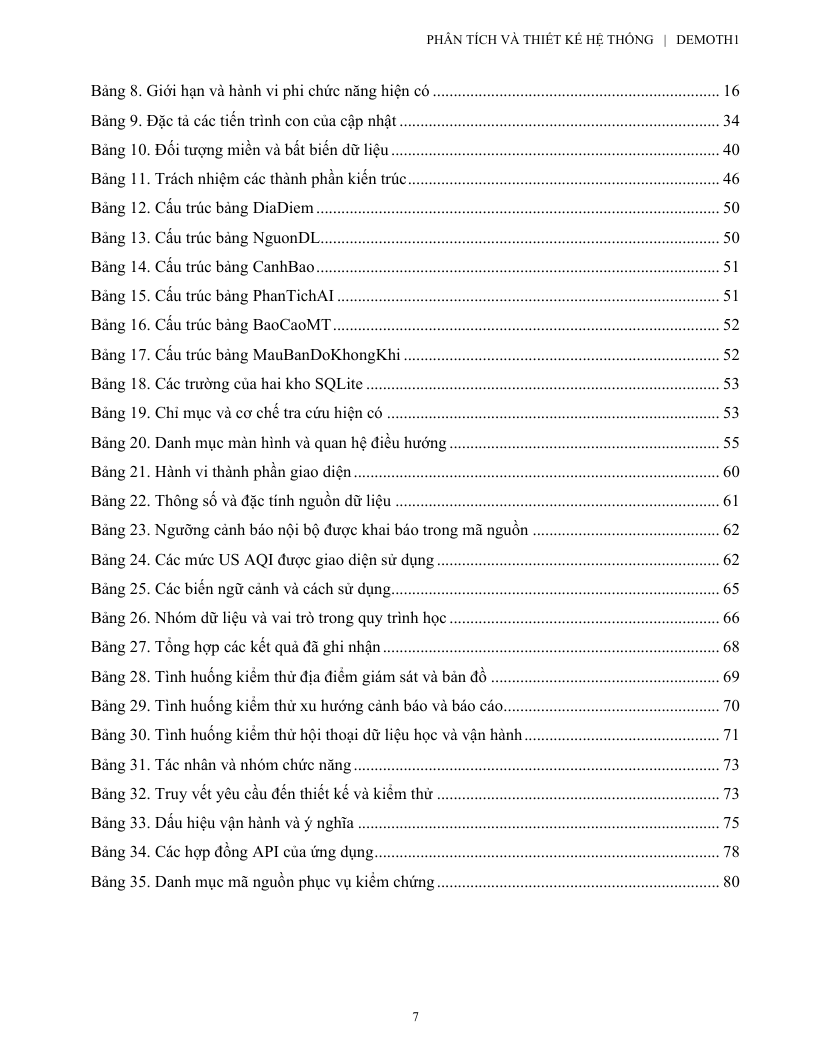 PHÂN TÍCH VÀ THIẾT KẾ HỆ THỐNG | DEMOTH1
Bảng 8. Giới hạn và hành vi phi chức năng hiện có ........ 16
Bảng 9. Đặc tả các tiến trình con của cập nhật ........ 34
Bảng 10. Đối tượng miền và bất biến dữ liệu ........ 40
Bảng 11. Trách nhiệm các thành phần kiến trúc ........ 46
Bảng 12. Cấu trúc bảng DiaDiem ........ 50
Bảng 13. Cấu trúc bảng NguonDL ........ 50
Bảng 14. Cấu trúc bảng CanhBao ........ 51
Bảng 15. Cấu trúc bảng PhanTichAI ........ 51
Bảng 16. Cấu trúc bảng BaoCaoMT ........ 52
Bảng 17. Cấu trúc bảng MauBanDoKhongKhi ........ 52
Bảng 18. Các trường của hai kho SQLite ........ 53
Bảng 19. Chỉ mục và cơ chế tra cứu hiện có ........ 53
Bảng 20. Danh mục màn hình và quan hệ điều hướng ........ 55
Bảng 21. Hành vi thành phần giao diện ........ 60
Bảng 22. Thông số và đặc tính nguồn dữ liệu ........ 61
Bảng 23. Ngưỡng cảnh báo nội bộ được khai báo trong mã nguồn ........ 62
Bảng 24. Các mức US AQI được giao diện sử dụng ........ 62
Bảng 25. Các biến ngữ cảnh và cách sử dụng ........ 65
Bảng 26. Nhóm dữ liệu và vai trò trong quy trình học ........ 66
Bảng 27. Tổng hợp các kết quả đã ghi nhận ........ 68
Bảng 28. Tình huống kiểm thử địa điểm giám sát và bản đồ ........ 69
Bảng 29. Tình huống kiểm thử xu hướng cảnh báo và báo cáo ........ 70
Bảng 30. Tình huống kiểm thử hội thoại dữ liệu học và vận hành ........ 71
Bảng 31. Tác nhân và nhóm chức năng ........ 73
Bảng 32. Truy vết yêu cầu đến thiết kế và kiểm thử ........ 73
Bảng 33. Dấu hiệu vận hành và ý nghĩa ........ 75
Bảng 34. Các hợp đồng API của ứng dụng ........ 78
Bảng 35. Danh mục mã nguồn phục vụ kiểm chứng ........ 80
7